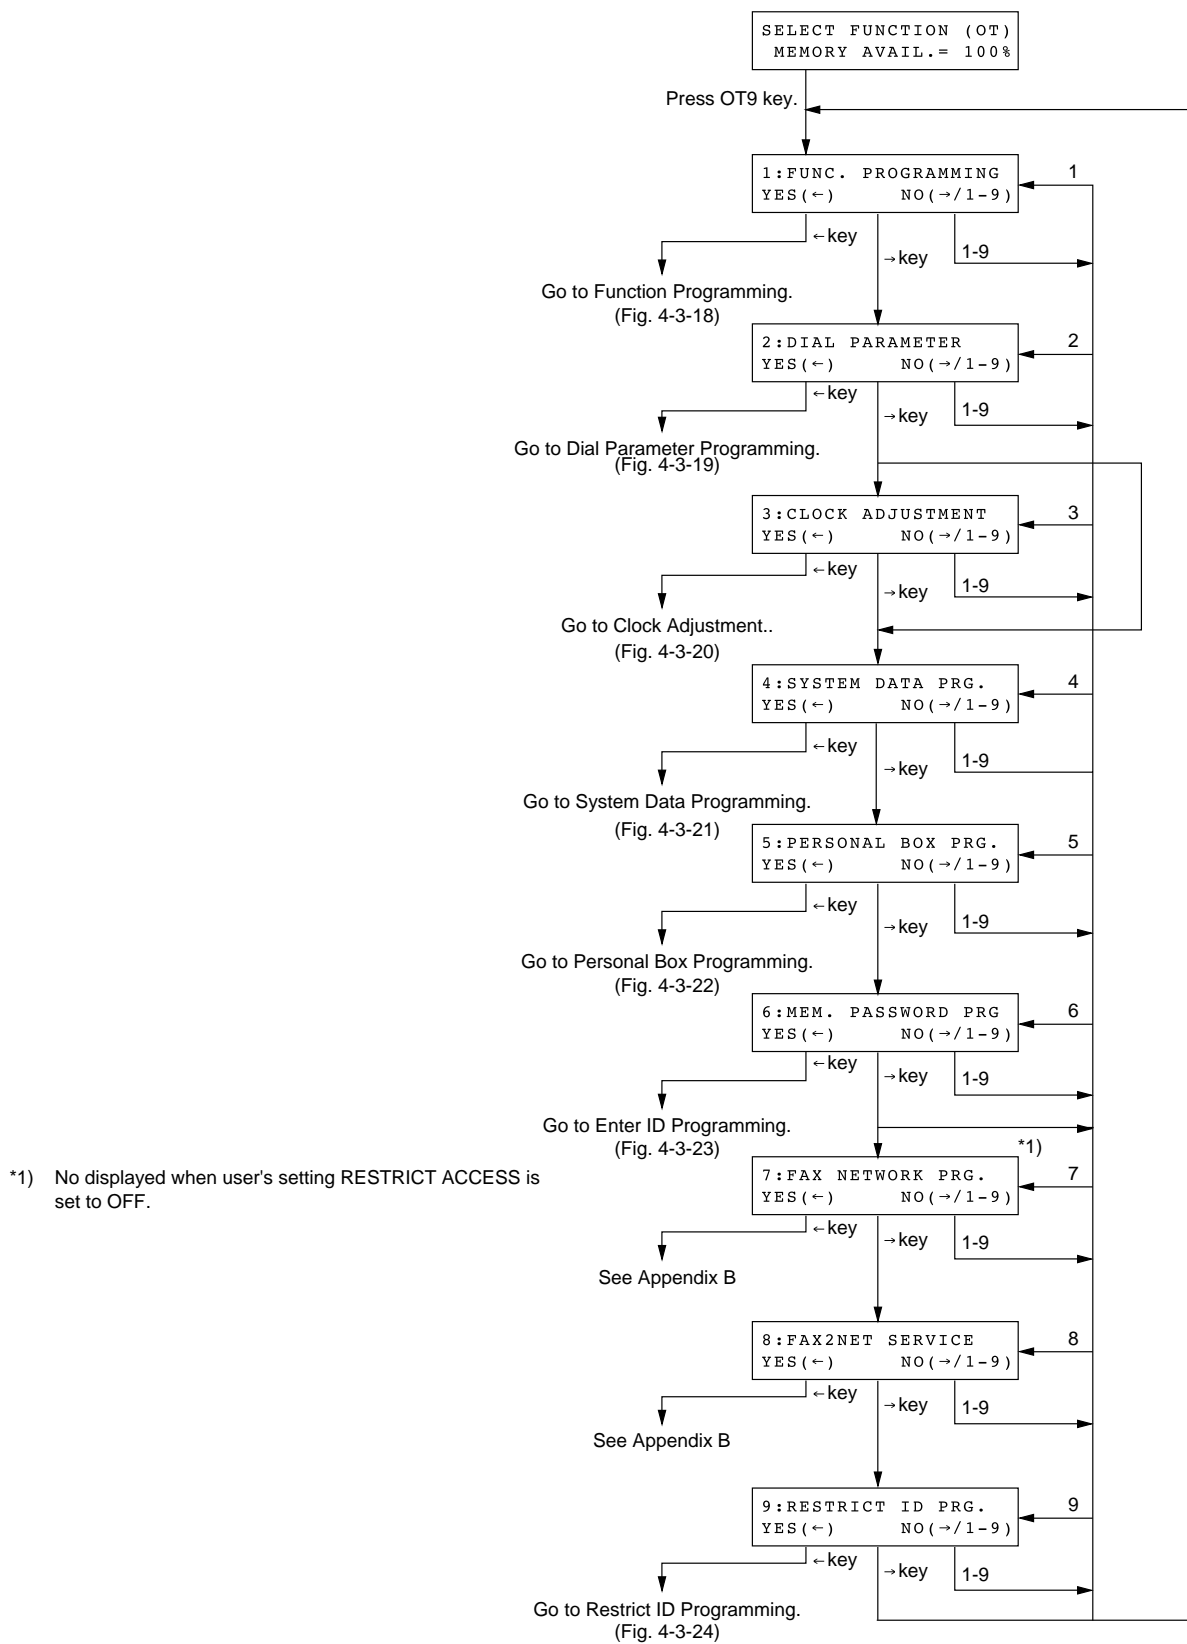 SELECT FUNCTION (OT)
MEMORY AVAIL.= 100%
Press OT9 key.
1:FUNC. PROGRAMMING
YES(←) NO(→/1-9)
1
←key
→key
1-9
Go to Function Programming.
(Fig. 4-3-18)
2:DIAL PARAMETER
YES(←) NO(→/1-9)
2
←key
→key
1-9
Go to Dial Parameter Programming.
(Fig. 4-3-19)
3:CLOCK ADJUSTMENT
YES(←) NO(→/1-9)
3
←key
→key
1-9
Go to Clock Adjustment..
(Fig. 4-3-20)
4:SYSTEM DATA PRG.
YES(←) NO(→/1-9)
4
←key
→key
1-9
Go to System Data Programming.
(Fig. 4-3-21)
5:PERSONAL BOX PRG.
YES(←) NO(→/1-9)
5
←key
→key
1-9
Go to Personal Box Programming.
(Fig. 4-3-22)
6:MEM. PASSWORD PRG
YES(←) NO(→/1-9)
6
←key
→key
1-9
Go to Enter ID Programming.
(Fig. 4-3-23)
*1)
*1) No displayed when user's setting RESTRICT ACCESS is
set to OFF.
7:FAX NETWORK PRG.
YES(←) NO(→/1-9)
7
←key
→key
1-9
See Appendix B
8:FAX2NET SERVICE
YES(←) NO(→/1-9)
8
←key
→key
1-9
See Appendix B
9:RESTRICT ID PRG.
YES(←) NO(→/1-9)
9
←key
→key
1-9
Go to Restrict ID Programming.
(Fig. 4-3-24)